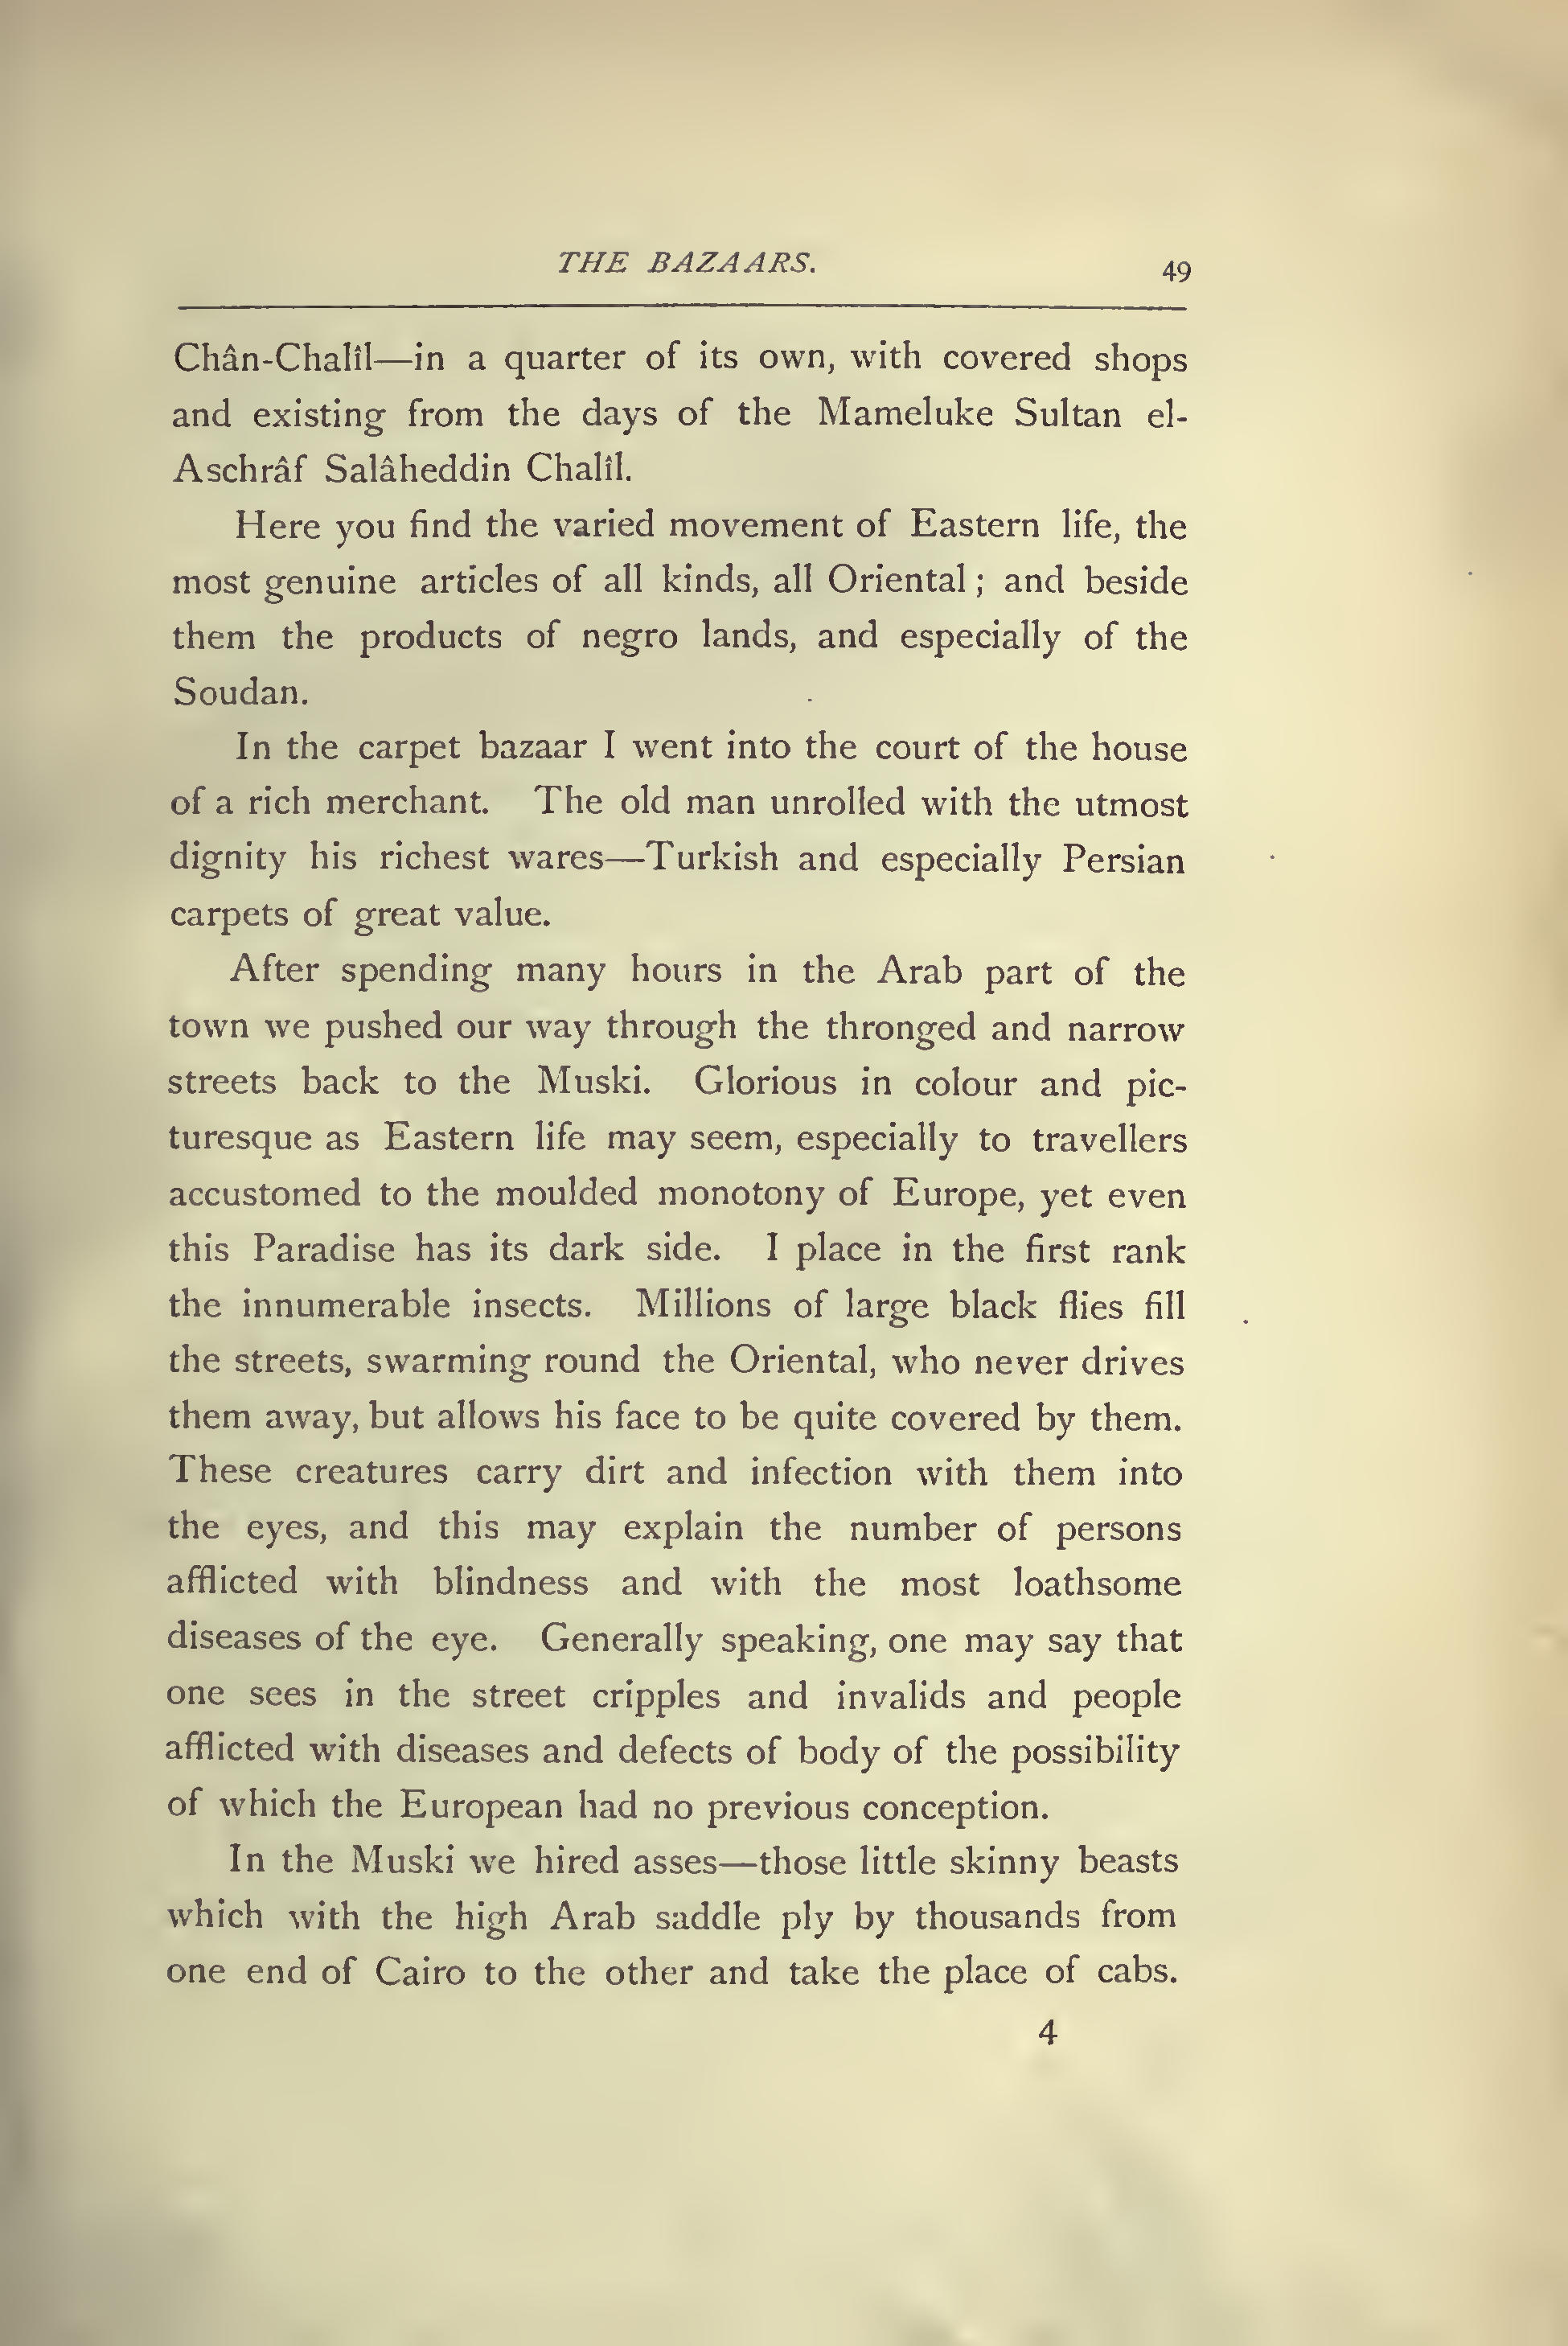 THE BAZAARS. 49
Chân-Chalîl—in a quarter of its own, with covered shops
and existing from the days of the Mameluke Sultan el-
Aschrâf Salâheddin Chalîl.
Here you find the varied movement of Eastern life, the
most genuine articles of all kinds, all Oriental; and beside
them the products of negro lands, and especially of the
Soudan.
In the carpet bazaar I went into the court of the house
of a rich merchant. The old man unrolled with the utmost
dignity his richest wares—Turkish and especially Persian
carpets of great value.
After spending many hours in the Arab part of the
town we pushed our way through the thronged and narrow
streets back to the Muski. Glorious in colour and pic-
turesque as Eastern life may seem, especially to travellers
accustomed to the moulded monotony of Europe, yet even
this Paradise has its dark side. I place in the first rank
the innumerable insects. Millions of large black flies fill
the streets, swarming round the Oriental, who never drives
them away, but allows his face to be quite covered by them.
These creatures carry dirt and infection with them into
the eyes, and this may explain the number of persons
afflicted with blindness and with the most loathsome
diseases of the eye. Generally speaking, one may say that
one sees in the street cripples and invalids and people
afflicted with diseases and defects of body of the possibility
of which the European had no previous conception.
In the Muski we hired asses—those little skinny beasts
which with the high Arab saddle ply by thousands from
one end of Cairo to the other and take the place of cabs.
4